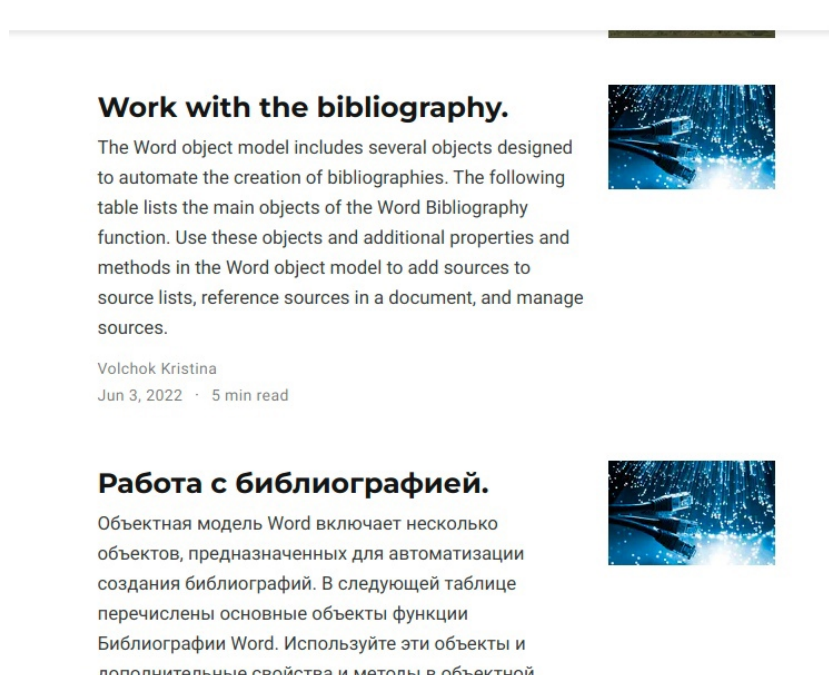 Work with the bibliography.
The Word object model includes several objects designed
to automate the creation of bibliographies. The following
table lists the main objects of the Word Bibliography
function. Use these objects and additional properties and
methods in the Word object model to add sources to
source lists, reference sources in a document, and manage
sources.
Volchok Kristina
Jun 3, 2022 · 5 min read
Работа с библиографией.
Объектная модель Word включает несколько
объектов, предназначенных для автоматизации
создания библиографий. В следующей таблице
перечислены основные объекты функции
Библиографии Word. Используйте эти объекты и
дополнительные свойства и методы в объектной